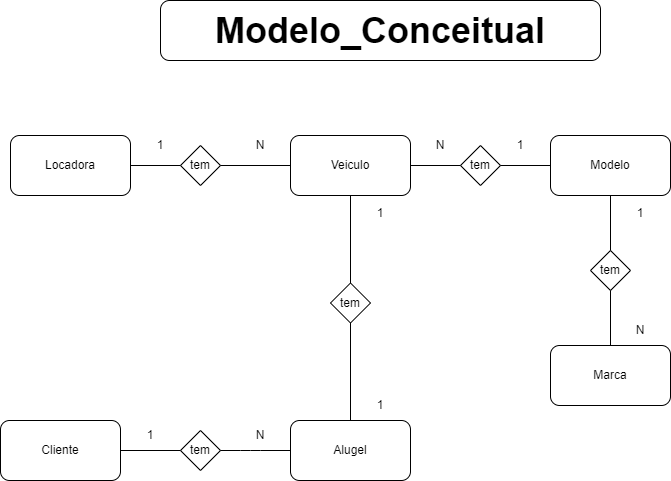 Modelo_Conceitual
1
N
N
1
Locadora
tem
Veiculo
tem
Modelo
1
1
tem
tem
N
Marca
1
1
N
Cliente
tem
Alugel